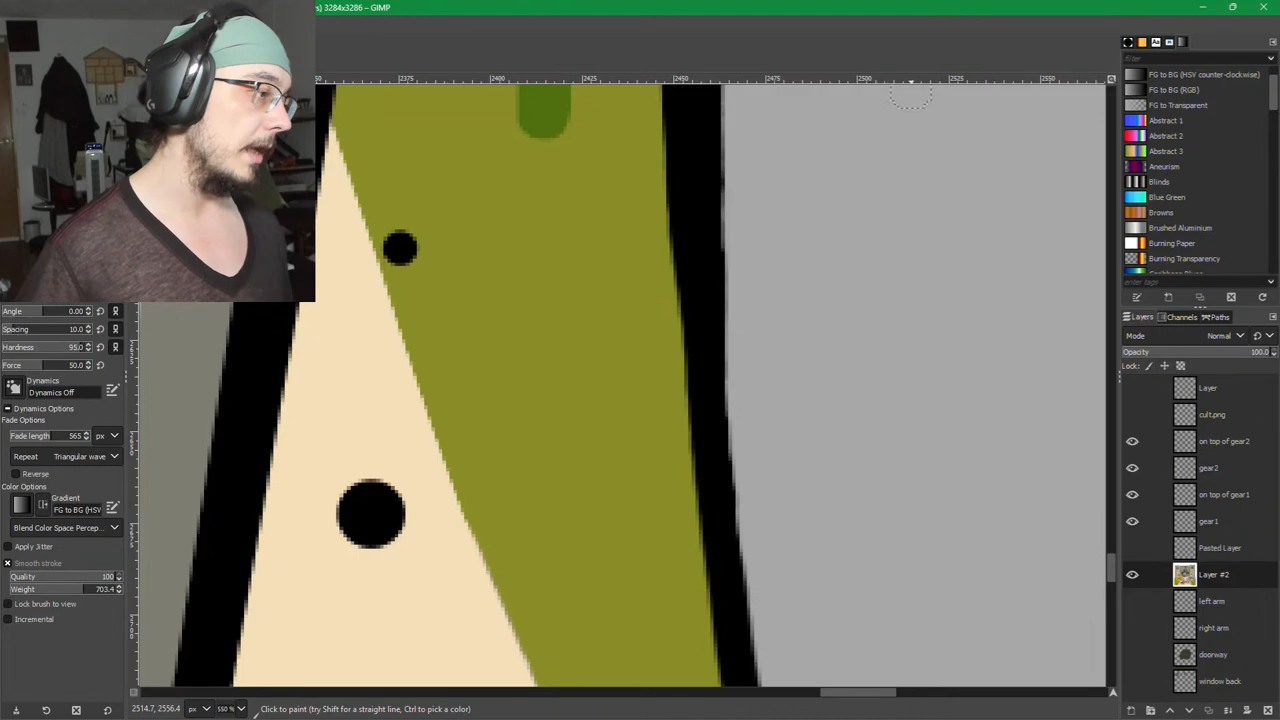 s) 3284x3286 – GIMP
2375
2400
2425
2455
2475
2500
2525
2550
filter
FG to BG (HSV counter-clockwise)
FG to BG (RGB)
FG to Transparent
Abstract 1
Abstract 2
Abstract 3
Aneurism
Blinds
Blue Green
Browns
Brushed Aluminium
Burning Paper
Burning Transparency
enter tags
Layers Channels Paths
Mode Normal
Opacity 100.0
Lock:
Layer
cult.png
on top of gear2
gear2
on top of gear1
gear1
Pasted Layer
Layer #2
left arm
right arm
doorway
window back
Angle 0.00
Spacing 10.0
Hardness 95.0
Force 50.0
Dynamics
Dynamics Off
Dynamics Options
Fade Options
Fade length 565 px
Repeat Triangular wave
Reverse
Color Options
Gradient
FG to BG (HSV
Blend Color Space Percep...
Apply Jitter
Smooth stroke
Quality 100
Weight 703.4
Lock brush to view
Incremental
2514.7, 2556.4 px 550 % Click to paint (try Shift for a straight line, Ctrl to pick a color)